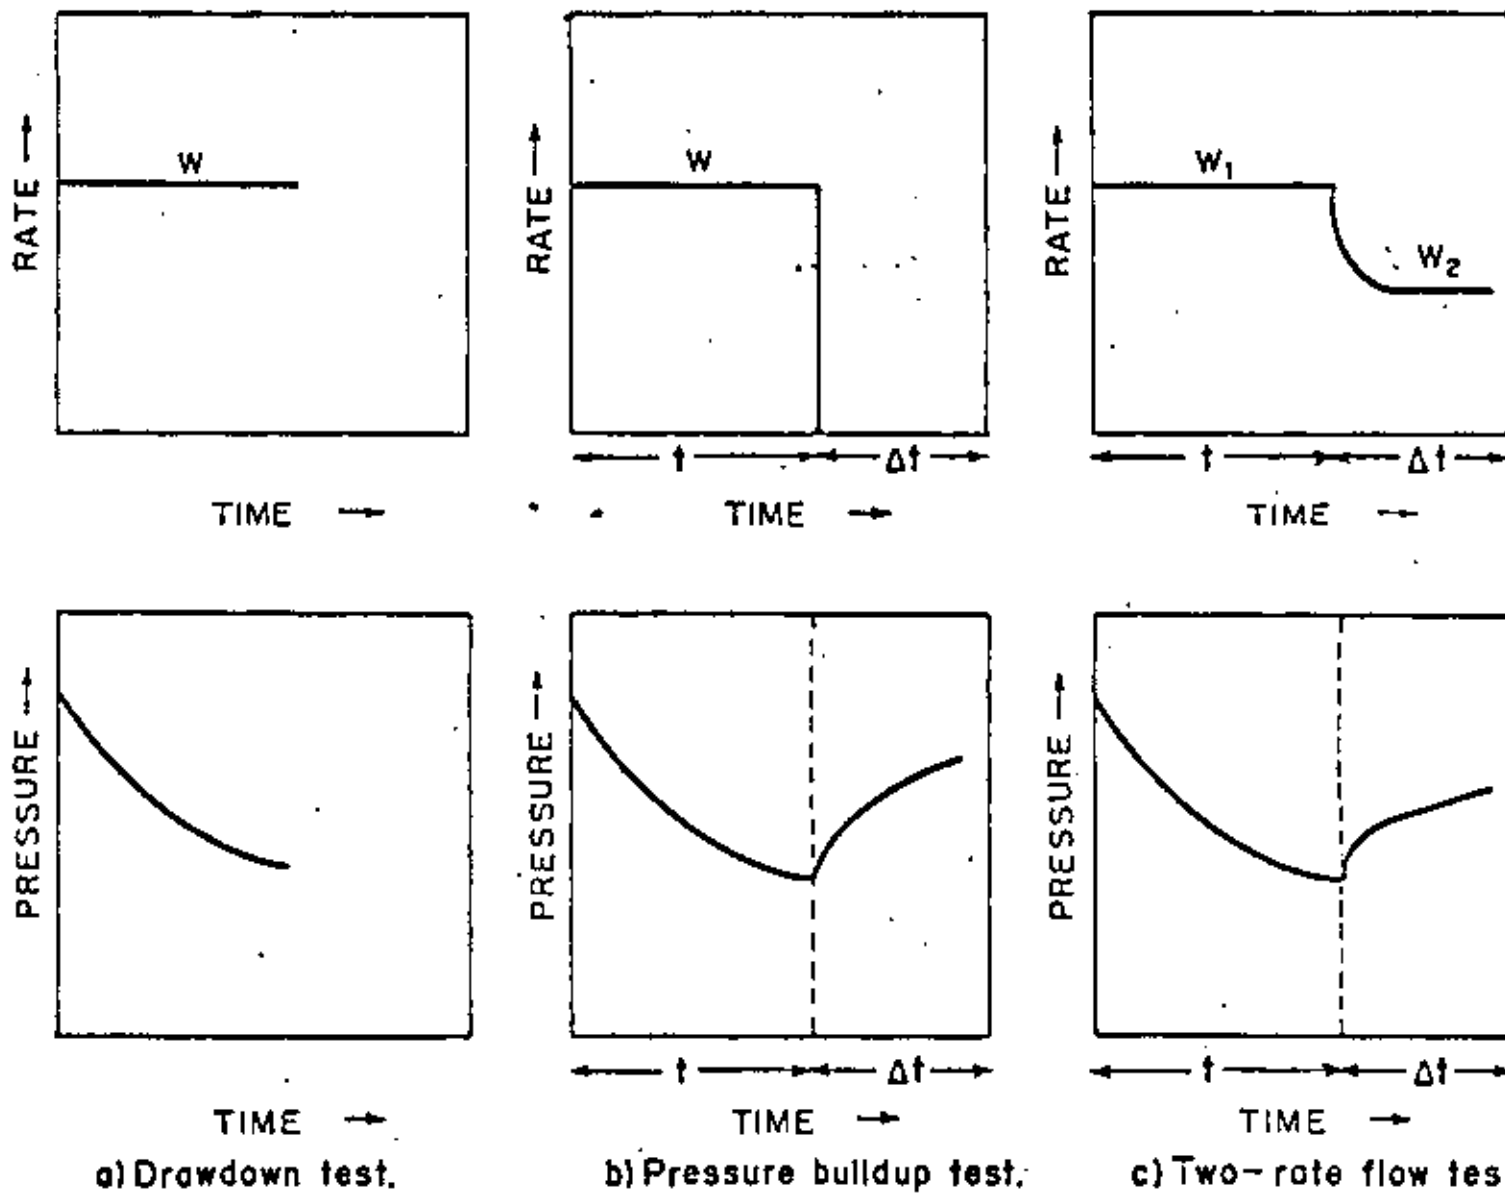 RATE →
W
TIME →
RATE →
W
t
Δt
TIME →
RATE →
W1
W2
t
Δt
TIME →
PRESSURE →
TIME →
PRESSURE →
t
Δt
TIME →
PRESSURE →
t
Δt
TIME →
a) Drawdown test.
b) Pressure buildup test.
c) Two-rate flow tes